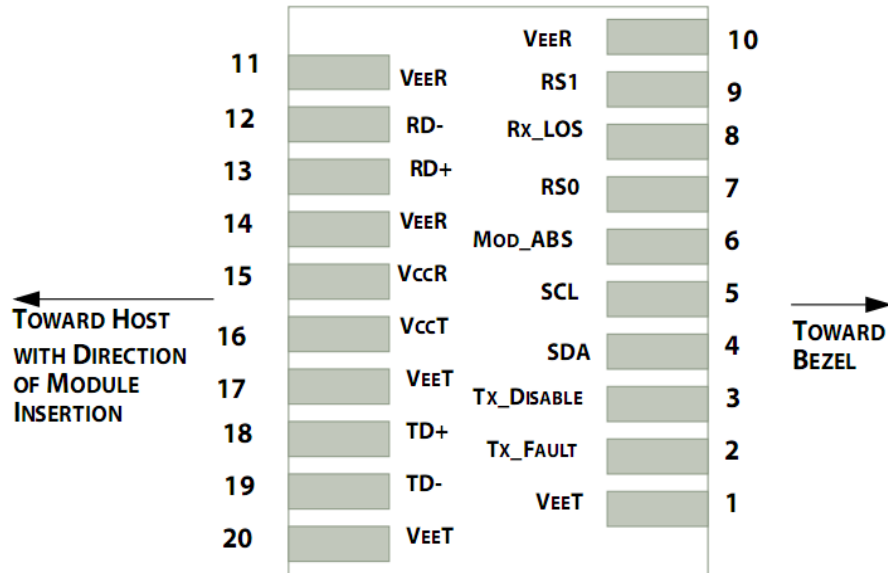 11
VEER
12
RD-
13
RD+
14
VEER
15
VCCR
16
VCCT
17
VEET
18
TD+
19
TD-
20
VEET
VEER
10
RS1
9
RX_LOS
8
RS0
7
MOD_ABS
6
SCL
5
SDA
4
TX_DISABLE
3
TX_FAULT
2
VEET
1
TOWARD HOST
WITH DIRECTION
OF MODULE
INSERTION
TOWARD
BEZEL